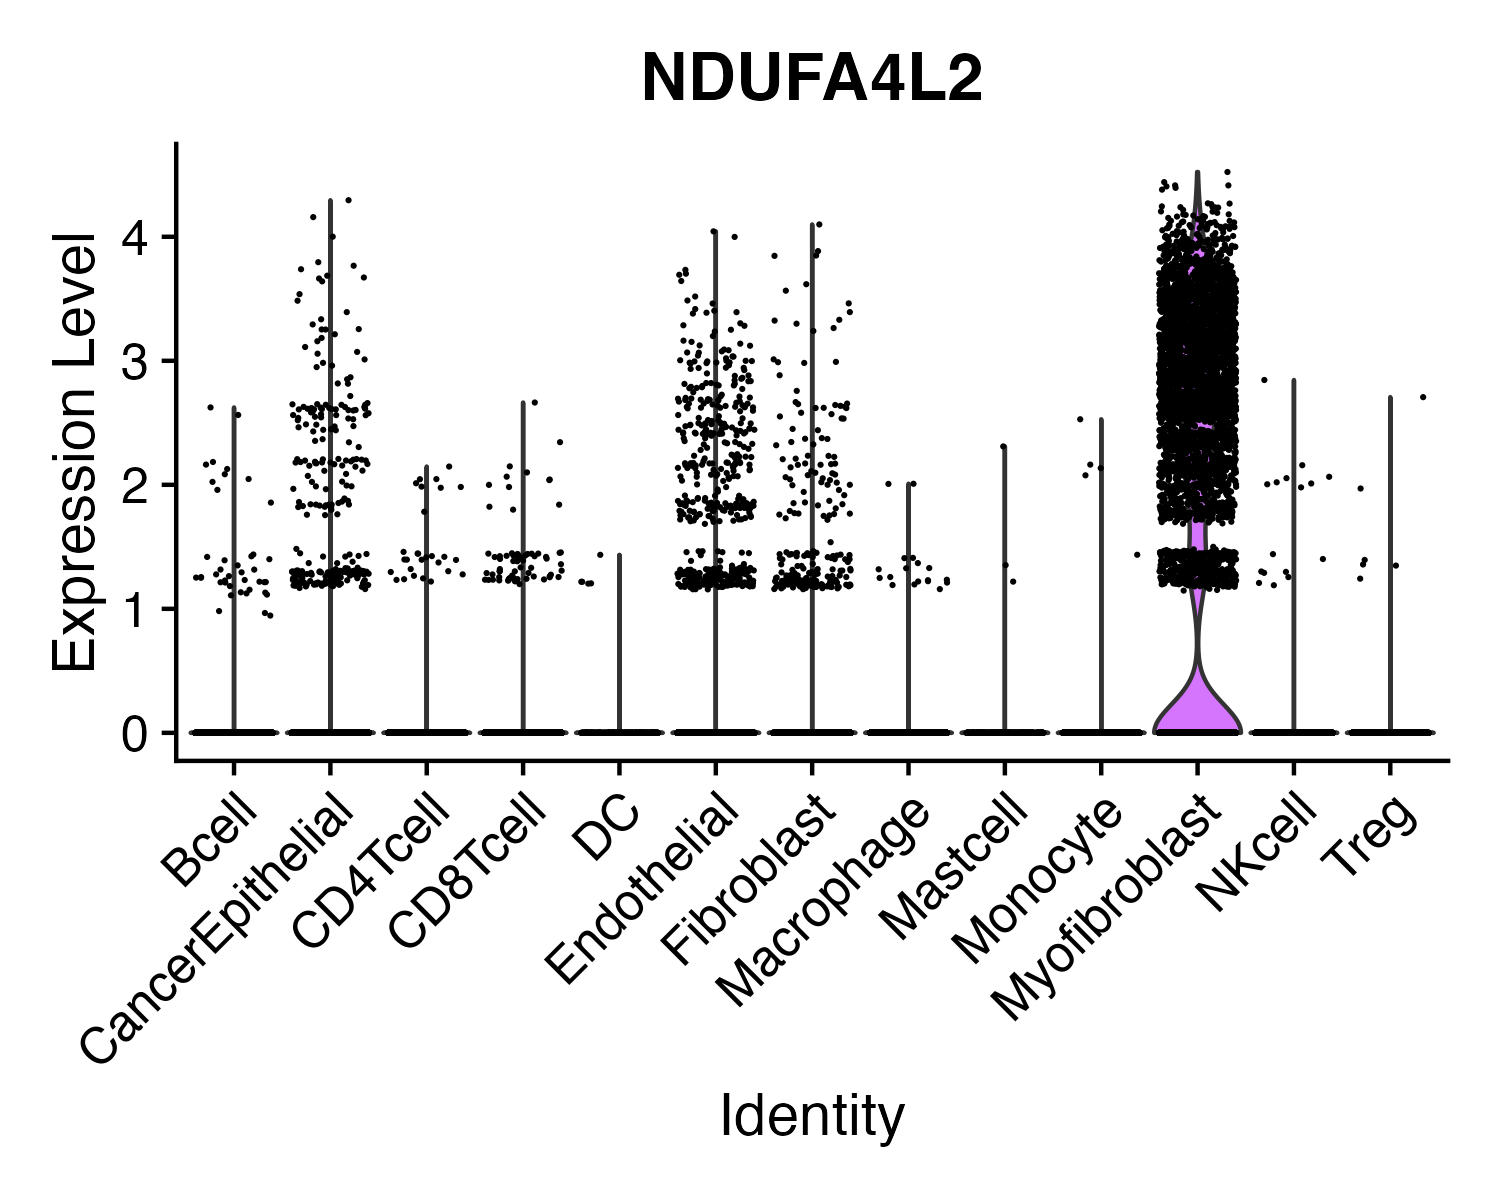 NDUFA4L2
Expression Level
4
3
2
1
0
Bcell
CancerEpithelial
CD4Tcell
CD8Tcell
DC
Endothelial
Fibroblast
Macrophage
Mastcell
Monocyte
Myofibroblast
NKcell
Treg
Identity